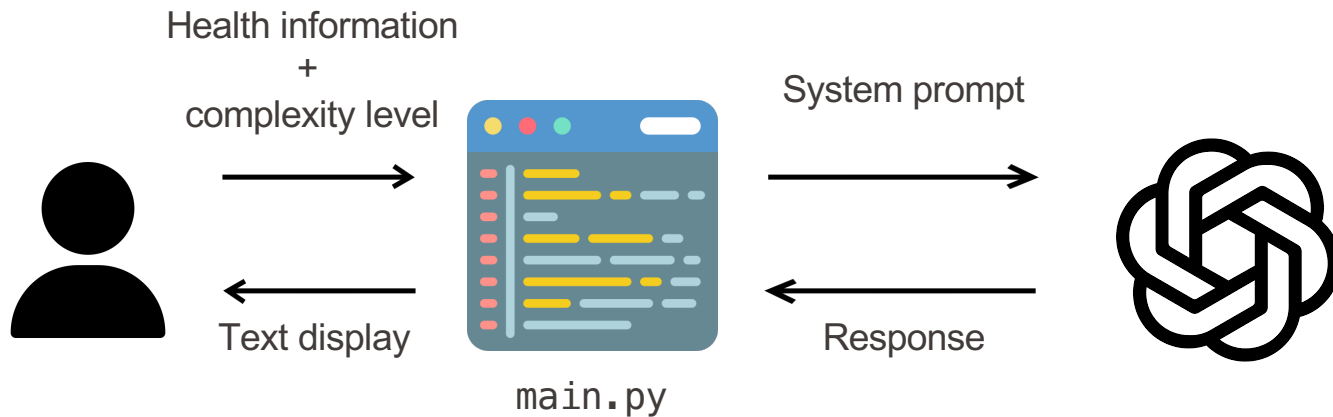 Health information
+
complexity level
System prompt
Text display
Response
main.py